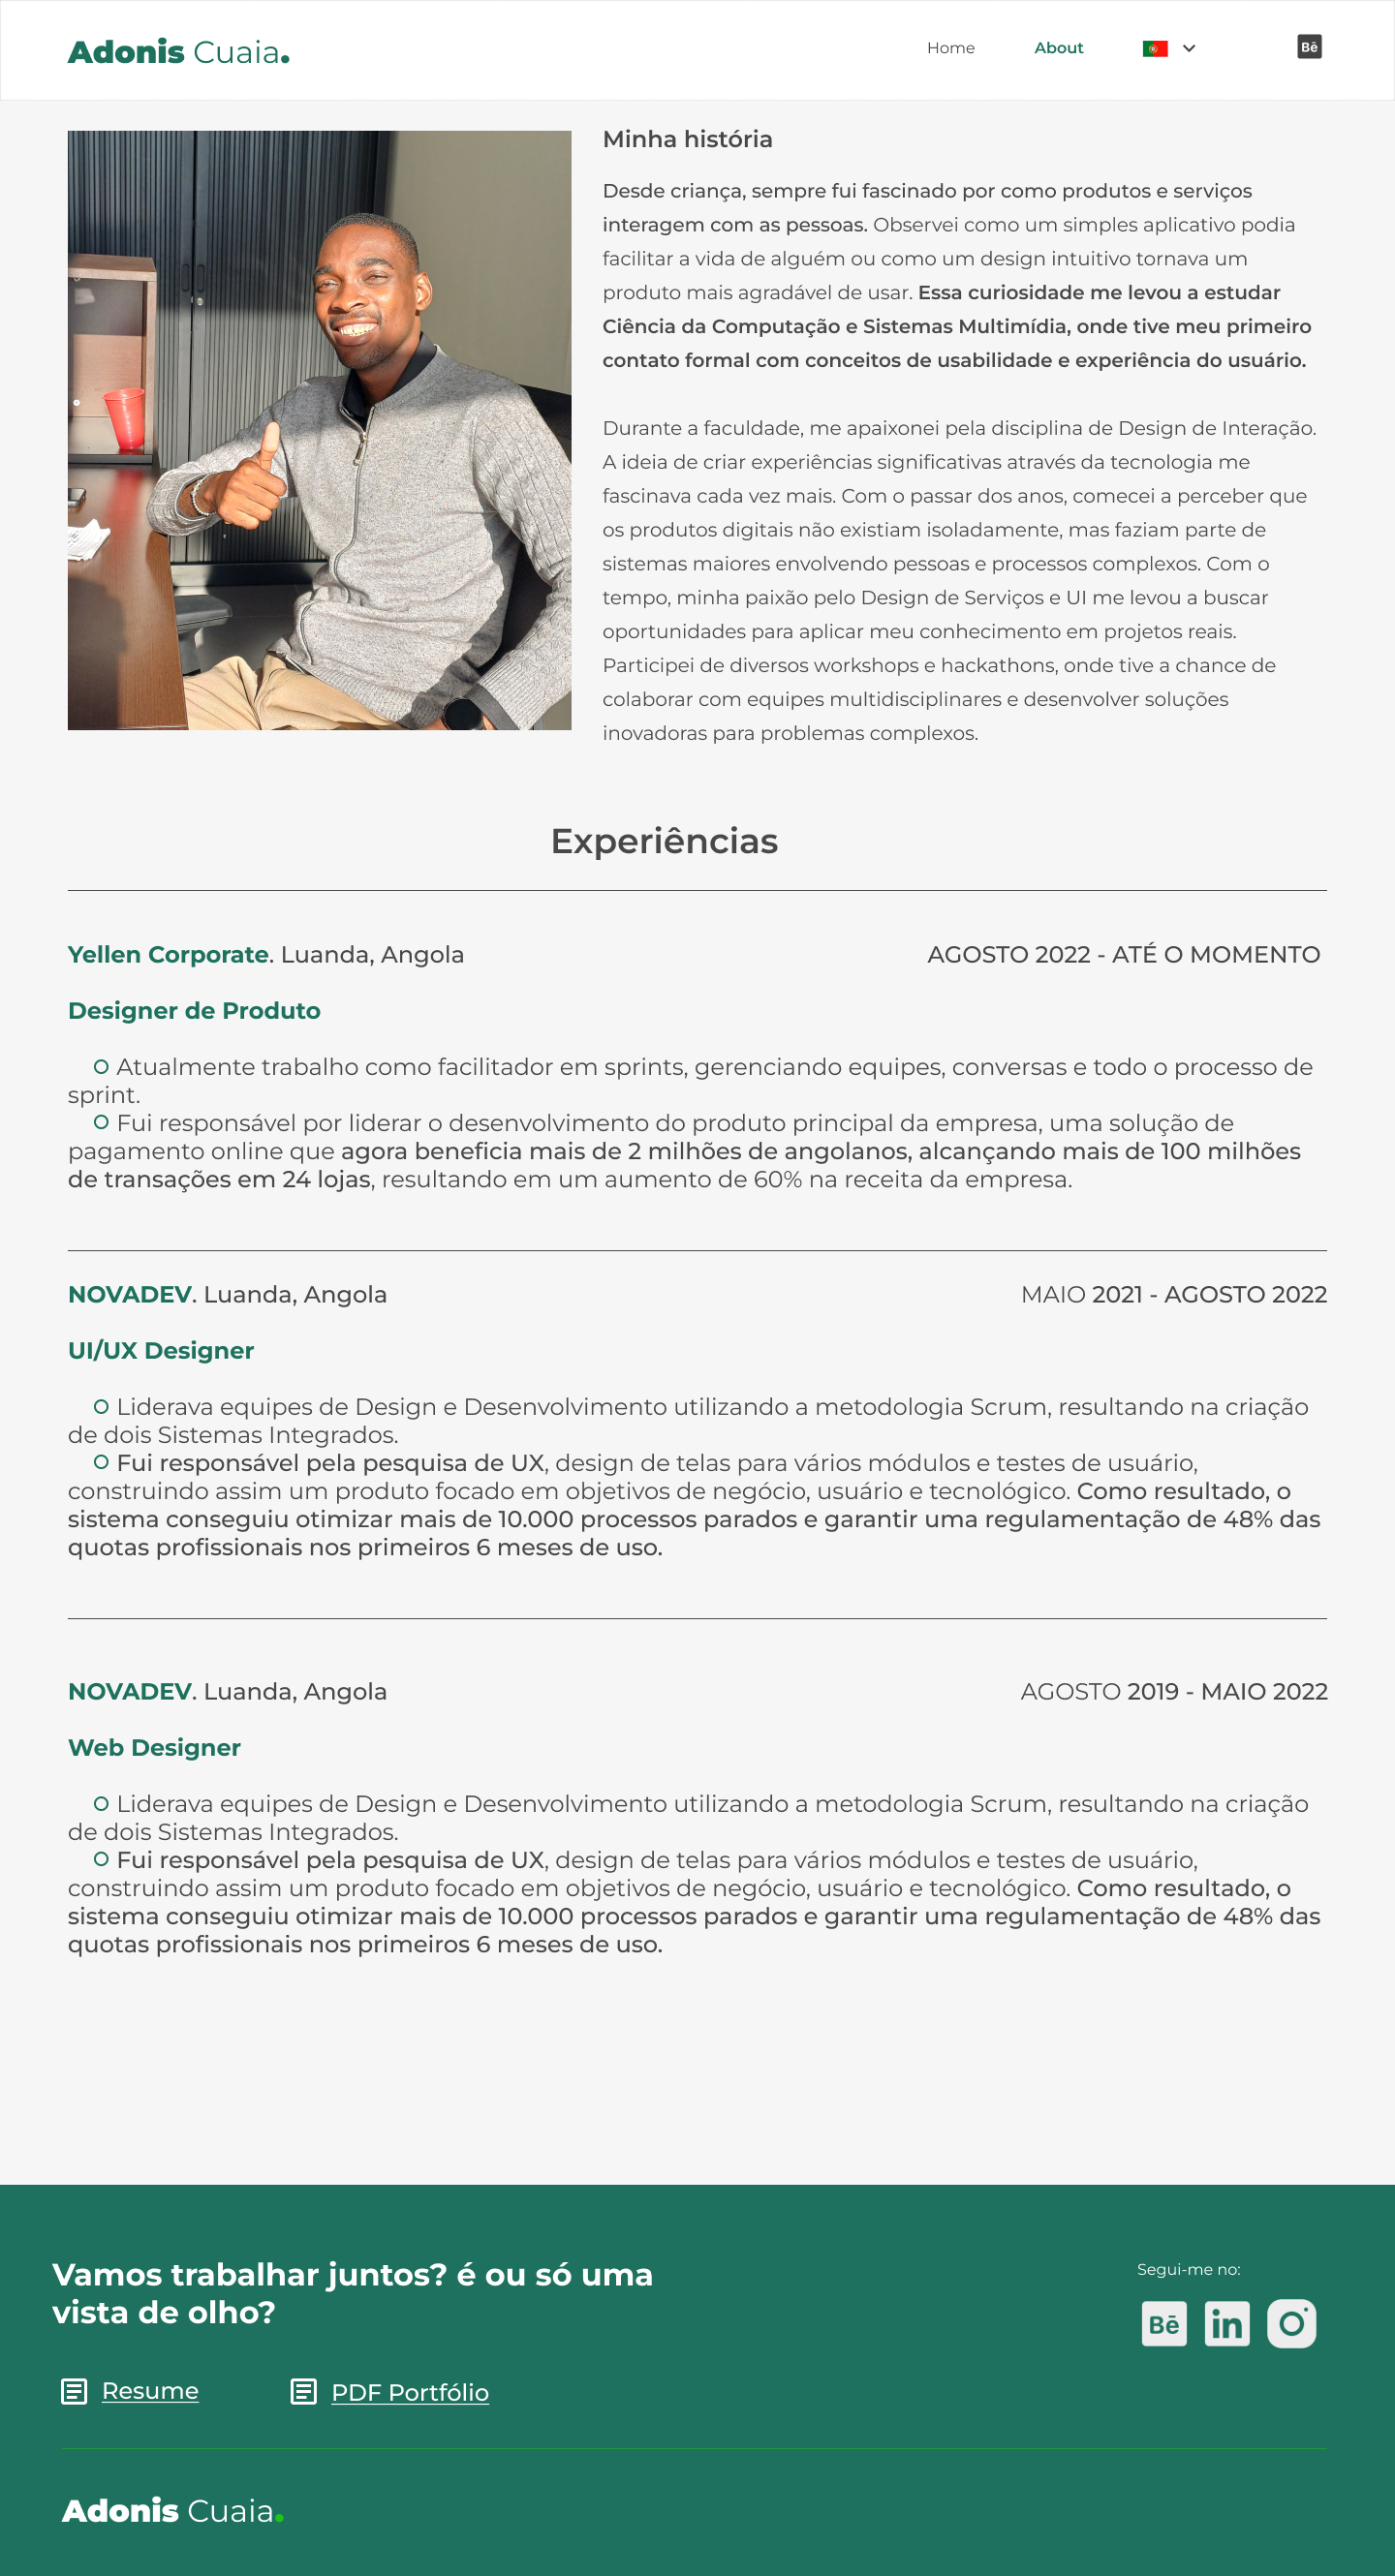 Adonis Cuaia.
Home
About
Bē
Minha história
Desde criança, sempre fui fascinado por como produtos e serviços
interagem com as pessoas. Observei como um simples aplicativo podia
facilitar a vida de alguém ou como um design intuitivo tornava um
produto mais agradável de usar. Essa curiosidade me levou a estudar
Ciência da Computação e Sistemas Multimídia, onde tive meu primeiro
contato formal com conceitos de usabilidade e experiência do usuário.
Durante a faculdade, me apaixonei pela disciplina de Design de Interação.
A ideia de criar experiências significativas através da tecnologia me
fascinava cada vez mais. Com o passar dos anos, comecei a perceber que
os produtos digitais não existiam isoladamente, mas faziam parte de
sistemas maiores envolvendo pessoas e processos complexos. Com o
tempo, minha paixão pelo Design de Serviços e UI me levou a buscar
oportunidades para aplicar meu conhecimento em projetos reais.
Participei de diversos workshops e hackathons, onde tive a chance de
colaborar com equipes multidisciplinares e desenvolver soluções
inovadoras para problemas complexos.
Experiências
Yellen Corporate. Luanda, Angola
AGOSTO 2022 - ATÉ O MOMENTO
Designer de Produto
Atualmente trabalho como facilitador em sprints, gerenciando equipes, conversas e todo o processo de
sprint.
Fui responsável por liderar o desenvolvimento do produto principal da empresa, uma solução de
pagamento online que agora beneficia mais de 2 milhões de angolanos, alcançando mais de 100 milhões
de transações em 24 lojas, resultando em um aumento de 60% na receita da empresa.
NOVADEV. Luanda, Angola
MAIO 2021 - AGOSTO 2022
UI/UX Designer
Liderava equipes de Design e Desenvolvimento utilizando a metodologia Scrum, resultando na criação
de dois Sistemas Integrados.
Fui responsável pela pesquisa de UX, design de telas para vários módulos e testes de usuário,
construindo assim um produto focado em objetivos de negócio, usuário e tecnológico. Como resultado, o
sistema conseguiu otimizar mais de 10.000 processos parados e garantir uma regulamentação de 48% das
quotas profissionais nos primeiros 6 meses de uso.
NOVADEV. Luanda, Angola
AGOSTO 2019 - MAIO 2022
Web Designer
Liderava equipes de Design e Desenvolvimento utilizando a metodologia Scrum, resultando na criação
de dois Sistemas Integrados.
Fui responsável pela pesquisa de UX, design de telas para vários módulos e testes de usuário,
construindo assim um produto focado em objetivos de negócio, usuário e tecnológico. Como resultado, o
sistema conseguiu otimizar mais de 10.000 processos parados e garantir uma regulamentação de 48% das
quotas profissionais nos primeiros 6 meses de uso.
Vamos trabalhar juntos? é ou só uma
vista de olho?
Segui-me no:
Bē in
Resume
PDF Portfólio
Adonis Cuaia.